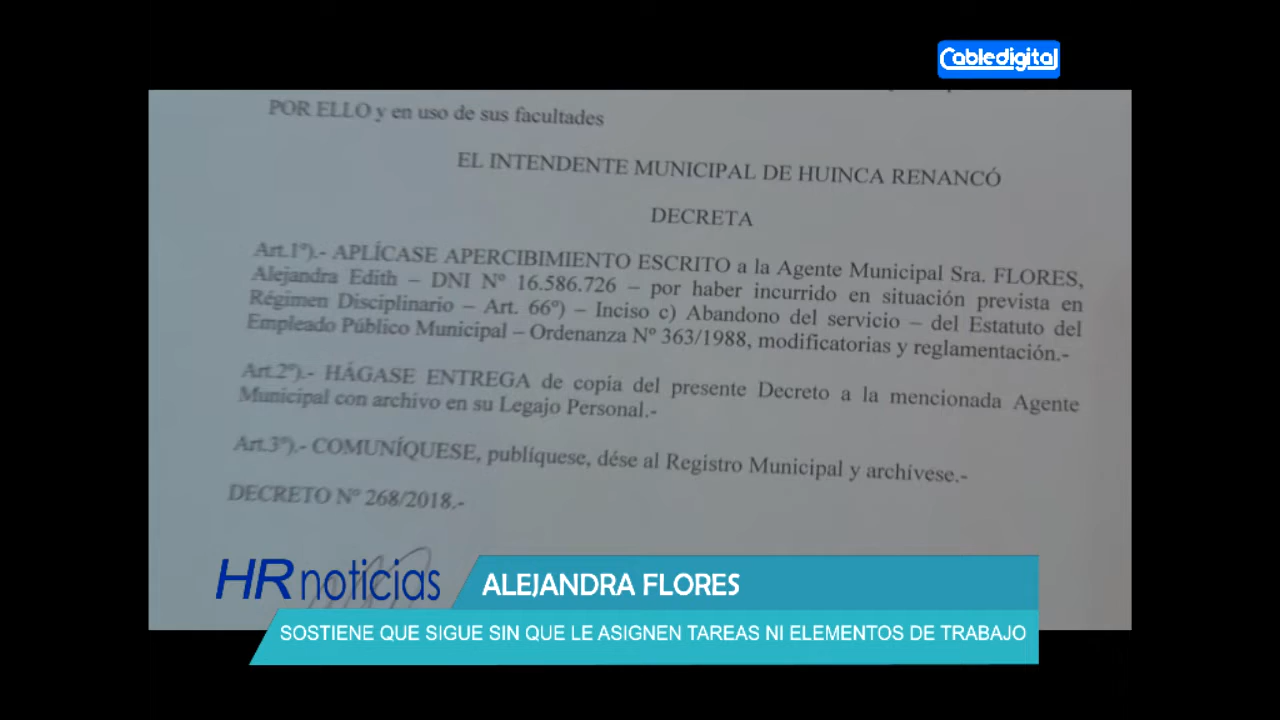 Cabledigital
POR ELLO y en uso de sus facultades
EL INTENDENTE MUNICIPAL DE HUINCA RENANCÓ
DECRETA
Art.1º).- APLÍCASE APERCIBIMIENTO ESCRITO a la Agente Municipal Sra. FLORES,
Alejandra Edith – DNI Nº 16.586.726 – por haber incurrido en situación prevista en
Régimen Disciplinario – Art. 66º) – Inciso c) Abandono del servicio – del Estatuto del
Empleado Público Municipal – Ordenanza Nº 363/1988, modificatorias y reglamentación.-
Art.2º).- HÁGASE ENTREGA de copia del presente Decreto a la mencionada Agente
Municipal con archivo en su Legajo Personal.-
Art.3º).- COMUNÍQUESE, publíquese, dése al Registro Municipal y archívese.-
DECRETO Nº 268/2018.-
HR noticias
ALEJANDRA FLORES
SOSTIENE QUE SIGUE SIN QUE LE ASIGNEN TAREAS NI ELEMENTOS DE TRABAJO